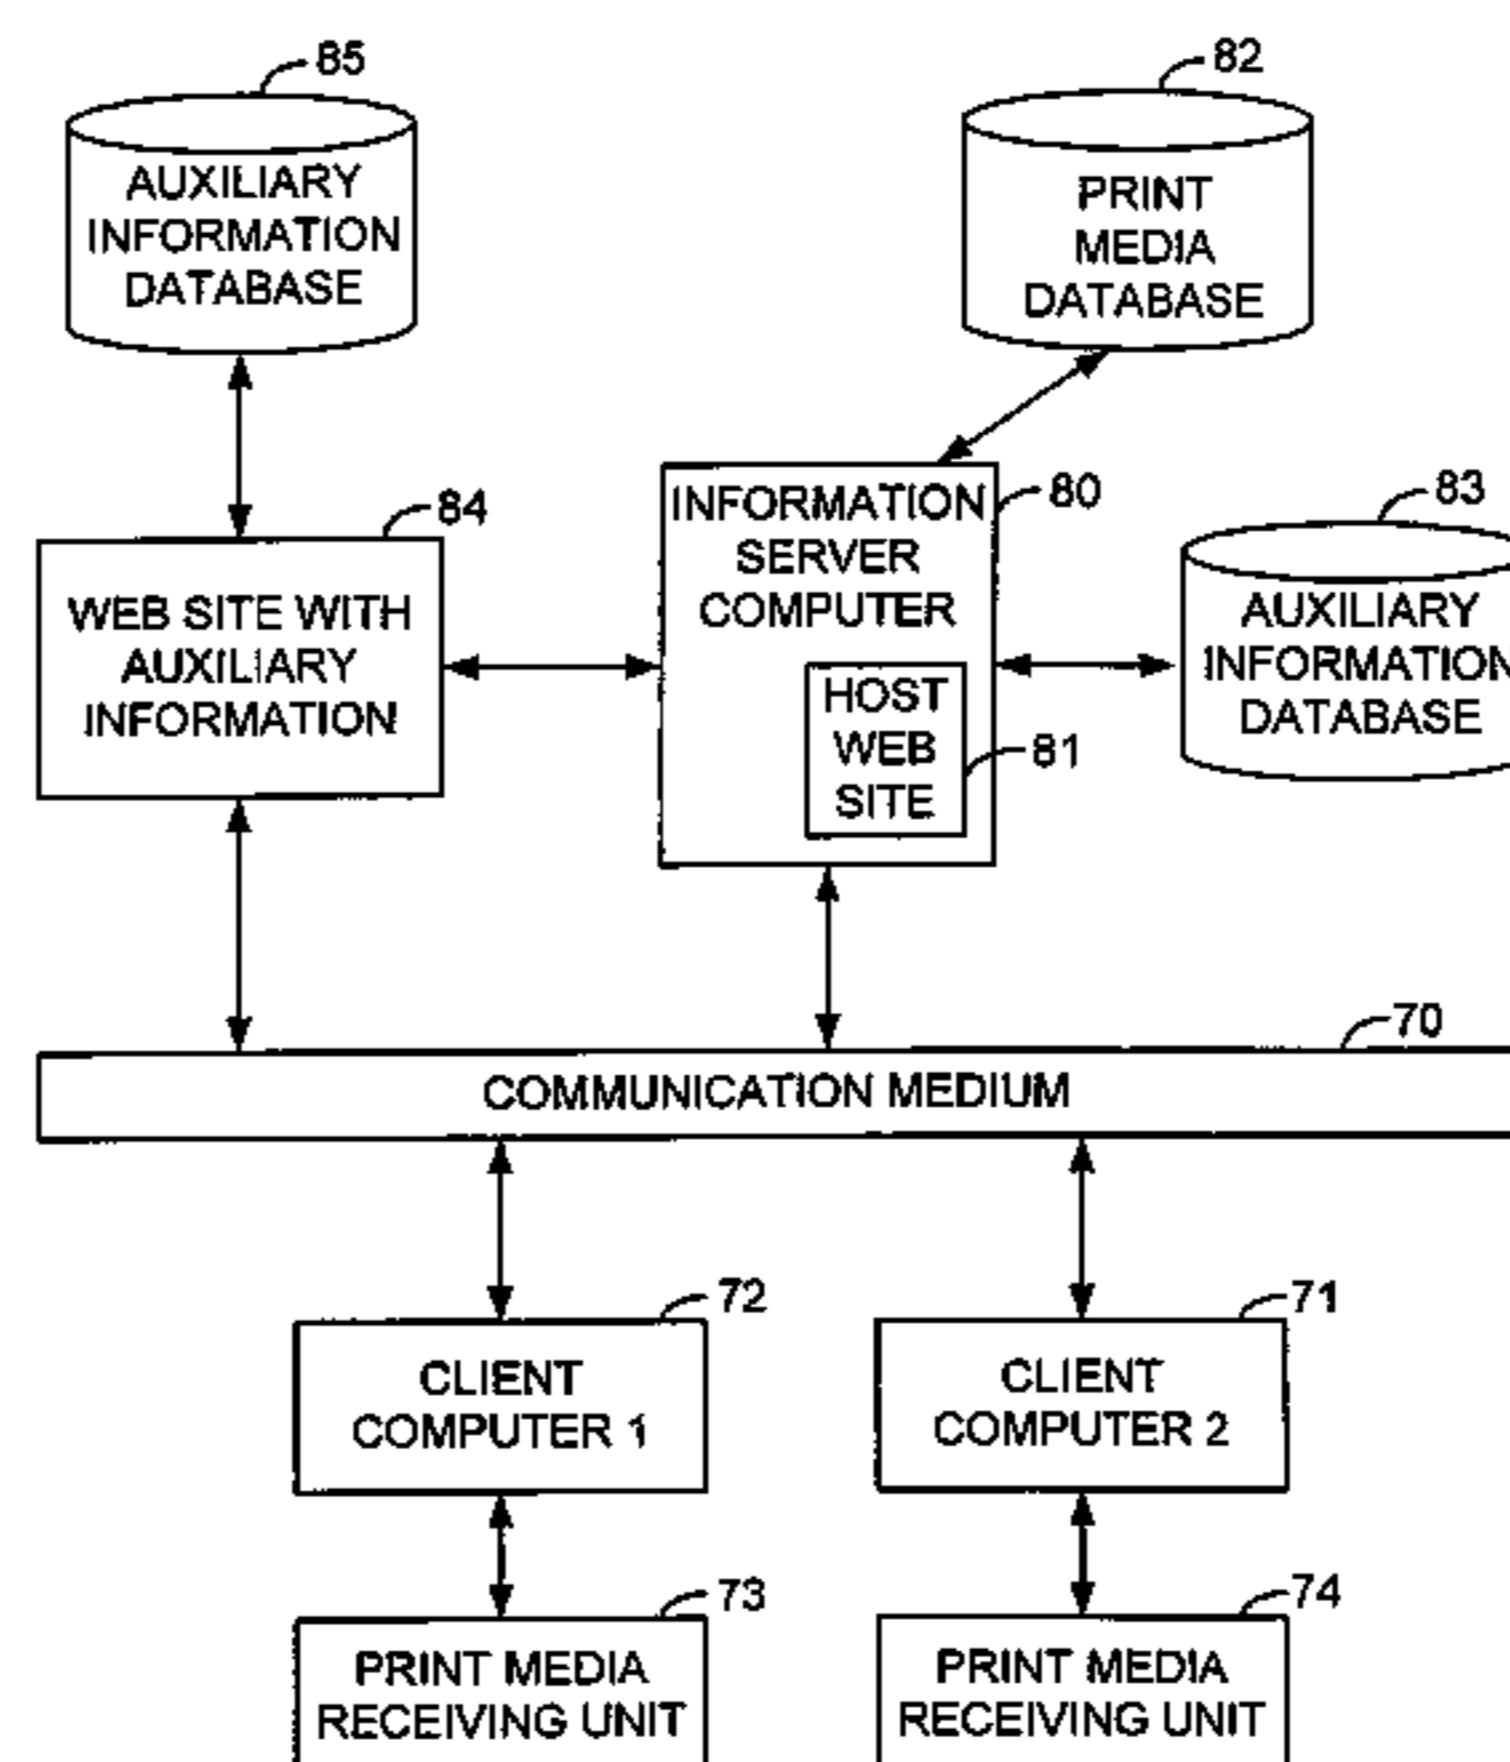 85
82
AUXILIARY
INFORMATION
DATABASE
PRINT
MEDIA
DATABASE
84
80
83
WEB SITE WITH
AUXILIARY
INFORMATION
INFORMATION
SERVER
COMPUTER
HOST
WEB
SITE
81
AUXILIARY
INFORMATION
DATABASE
70
COMMUNICATION MEDIUM
72
71
CLIENT
COMPUTER 1
CLIENT
COMPUTER 2
73
74
PRINT MEDIA
RECEIVING UNIT
PRINT MEDIA
RECEIVING UNIT